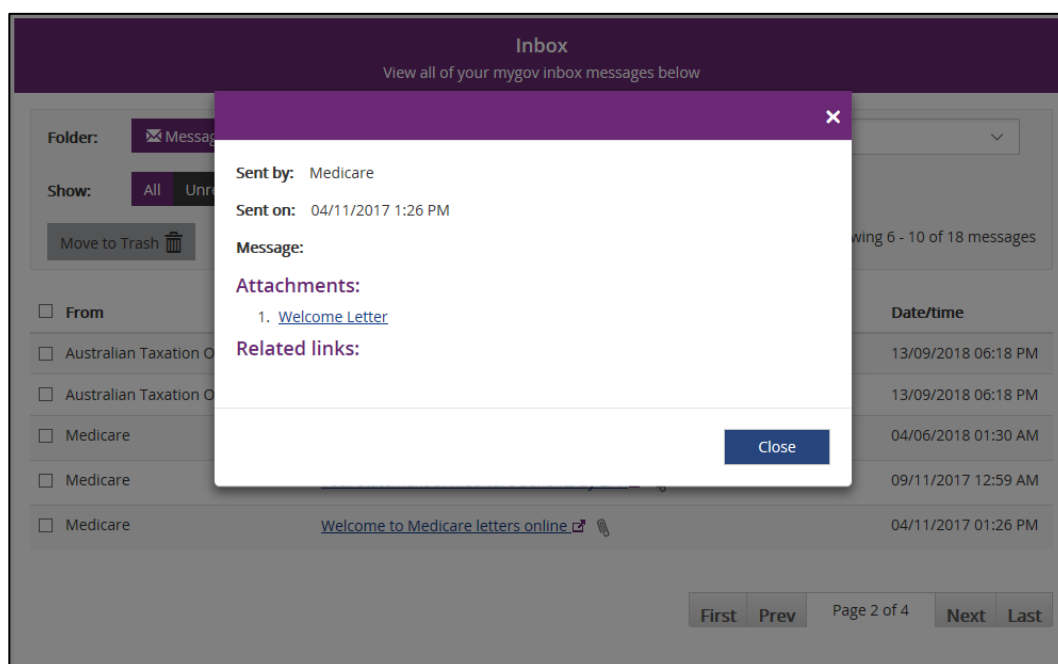 Inbox
View all of your mygov inbox messages below
Folder: Messag
Sent by: Medicare
Show: All Unre
Sent on: 04/11/2017 1:26 PM
Move to Trash
Message:
wing 6 - 10 of 18 messages
Attachments:
1. Welcome Letter
Related links:
From Date/time
Australian Taxation O 13/09/2018 06:18 PM
Australian Taxation O 13/09/2018 06:18 PM
Medicare 04/06/2018 01:30 AM
Close
Medicare 09/11/2017 12:59 AM
Medicare Welcome to Medicare letters online 04/11/2017 01:26 PM
First Prev Page 2 of 4 Next Last